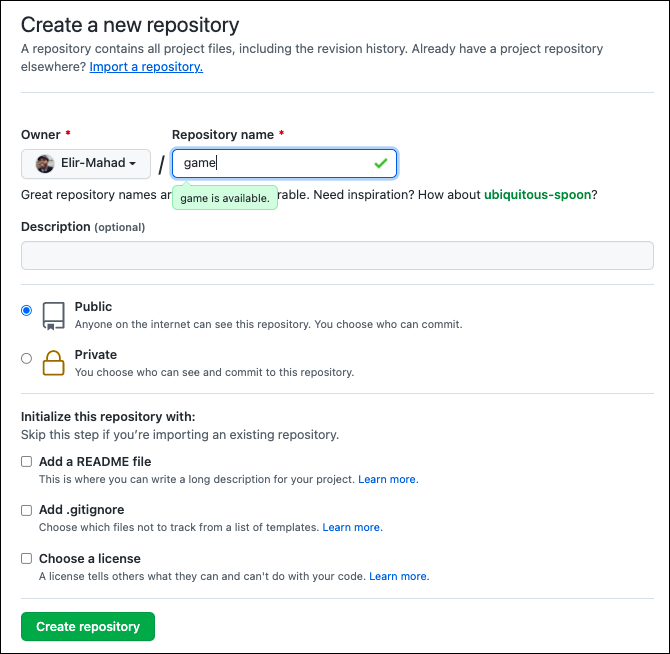 Create a new repository
A repository contains all project files, including the revision history. Already have a project repository
elsewhere? Import a repository.
Owner *
Repository name *
Elir-Mahad
/
game
Great repository names ar rable. Need inspiration? How about ubiquitous-spoon?
game is available.
Description (optional)
Public
Anyone on the internet can see this repository. You choose who can commit.
Private
You choose who can see and commit to this repository.
Initialize this repository with:
Skip this step if you're importing an existing repository.
Add a README file
This is where you can write a long description for your project. Learn more.
Add .gitignore
Choose which files not to track from a list of templates. Learn more.
Choose a license
A license tells others what they can and can't do with your code. Learn more.
Create repository